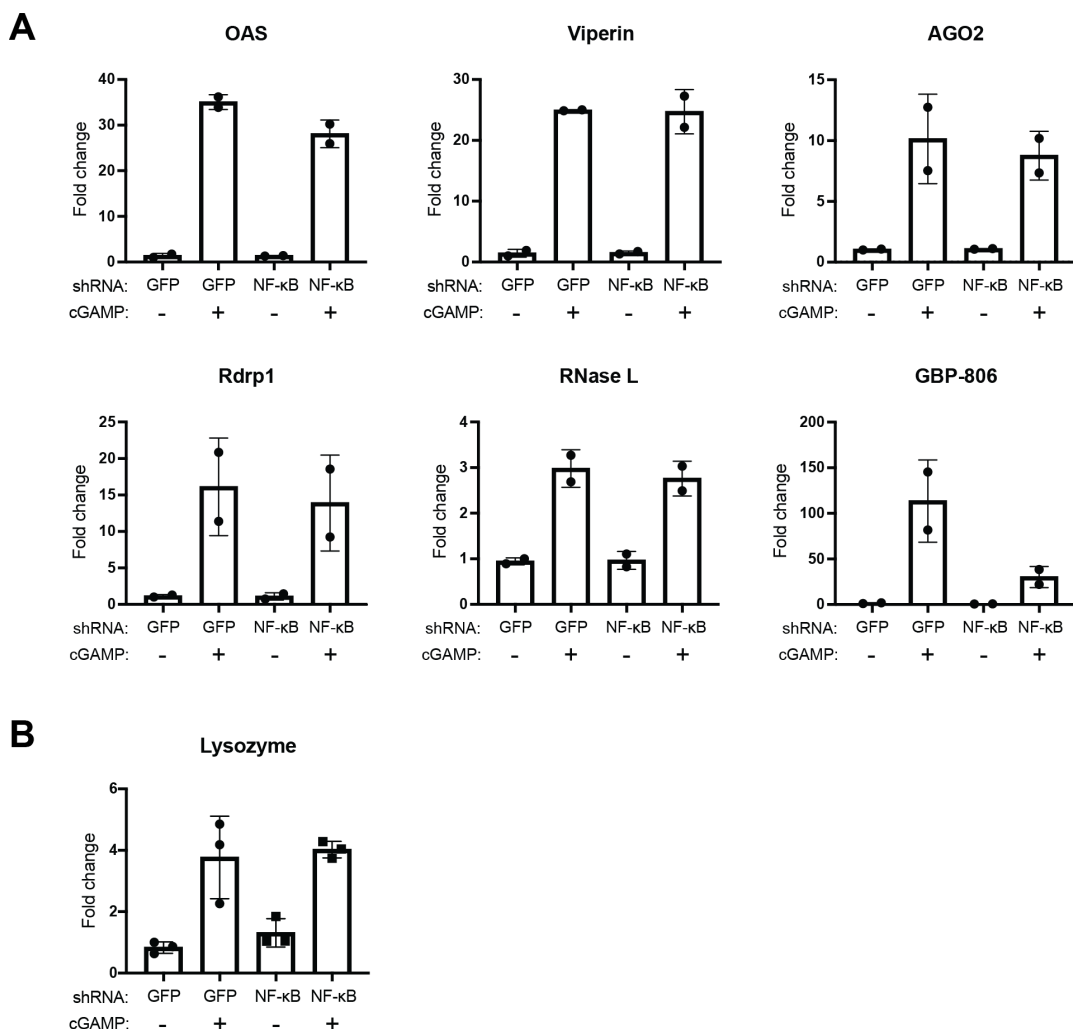 A
OAS
Viperin
AGO2
Fold change
40
30
20
10
0
shRNA: GFP GFP NF-κB NF-κB
cGAMP: - + - +
Fold change
30
20
10
0
shRNA: GFP GFP NF-κB NF-κB
cGAMP: - + - +
Fold change
15
10
5
0
shRNA: GFP GFP NF-κB NF-κB
cGAMP: - + - +
Rdrp1
RNase L
GBP-806
Fold change
25
20
15
10
5
0
shRNA: GFP GFP NF-κB NF-κB
cGAMP: - + - +
Fold change
4
3
2
1
0
shRNA: GFP GFP NF-κB NF-κB
cGAMP: - + - +
Fold change
200
150
100
50
0
shRNA: GFP GFP NF-κB NF-κB
cGAMP: - + - +
B
Lysozyme
Fold change
6
4
2
0
shRNA: GFP GFP NF-κB NF-κB
cGAMP: - + - +